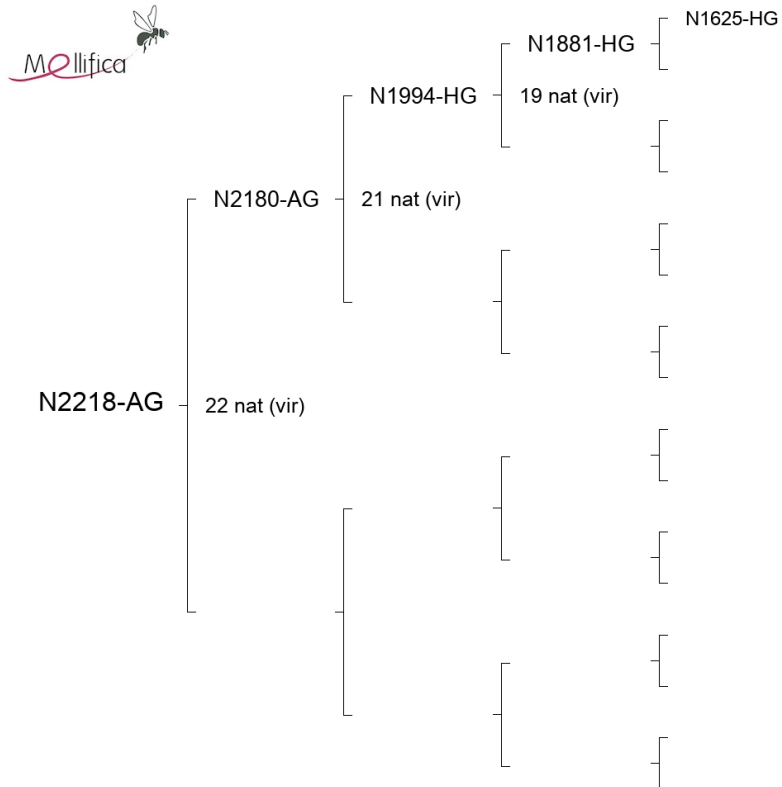 Mellifica
N1625-HG
N1881-HG
N1994-HG
19 nat (vir)
N2180-AG
21 nat (vir)
N2218-AG
22 nat (vir)